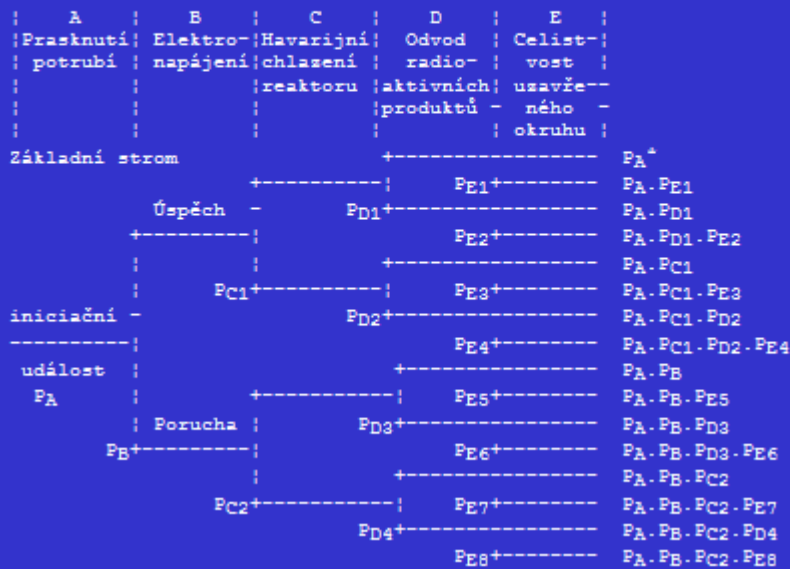 A B C D E
Prasknutí Elektro- Havarijní Odvod Celist-
potrubí napájení chlazení radio- vost
reaktoru aktivních uzavře--
produktů - ného -
okruhu
Základní strom +----------------- PA*
+----------¦ PE1+-------- PA.PE1
Úspěch - PD1+----------------- PA.PD1
+---------¦ PE2+-------- PA.PD1.PE2
¦ ¦ +----------------- PA.PC1
¦ PC1+----------¦ PE3+-------- PA.PC1.PE3
iniciační - PD2+----------------- PA.PC1.PD2
----------¦ PE4+-------- PA.PC1.PD2.PE4
událost ¦ +---------------- PA.PB
PA ¦ +-----------¦ PE5+-------- PA.PB.PE5
¦ Porucha ¦ PD3+---------------- PA.PB.PD3
PB+---------¦ PE6+-------- PA.PB.PD3.PE6
¦ +---------------- PA.PB.PC2
PC2+-----------¦ PE7+-------- PA.PB.PC2.PE7
PD4+---------------- PA.PB.PC2.PD4
PE8+-------- PA.PB.PC2.PE8